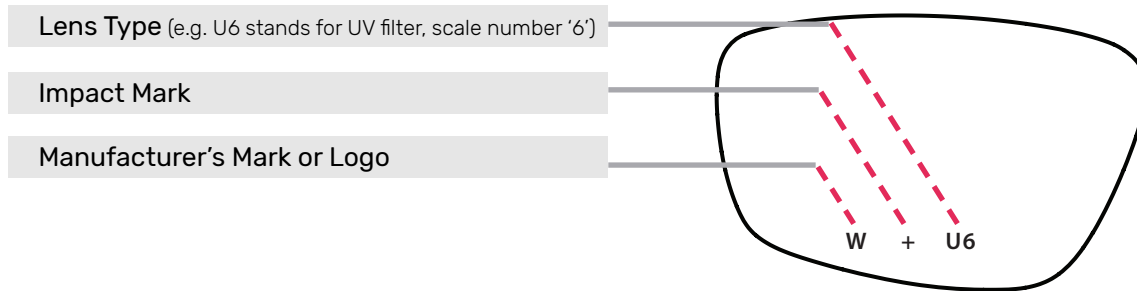 Lens Type (e.g. U6 stands for UV filter, scale number ‘6’)
Impact Mark
Manufacturer’s Mark or Logo
W + U6